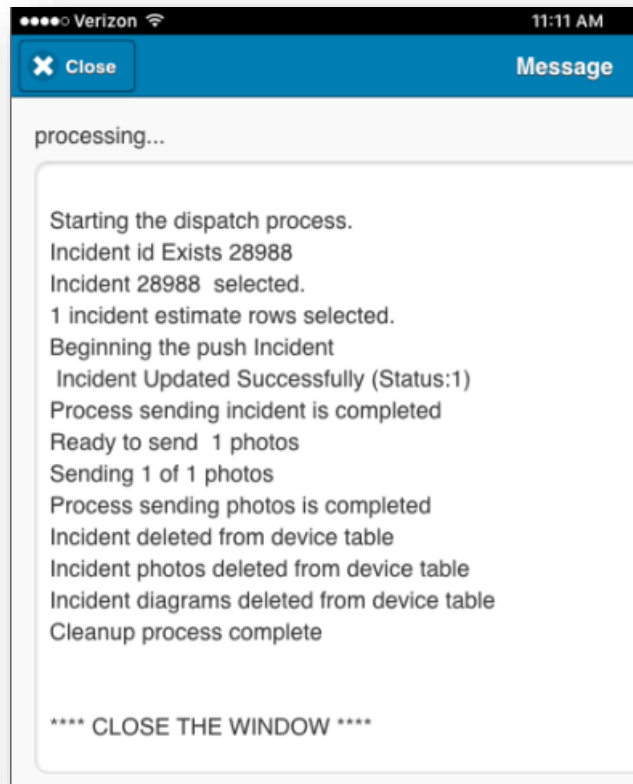 Verizon 11:11 AM
Close Message
processing...
Starting the dispatch process.
Incident id Exists 28988
Incident 28988  selected.
1 incident estimate rows selected.
Beginning the push Incident
Incident Updated Successfully (Status:1)
Process sending incident is completed
Ready to send  1 photos
Sending 1 of 1 photos
Process sending photos is completed
Incident deleted from device table
Incident photos deleted from device table
Incident diagrams deleted from device table
Cleanup process complete
**** CLOSE THE WINDOW ****